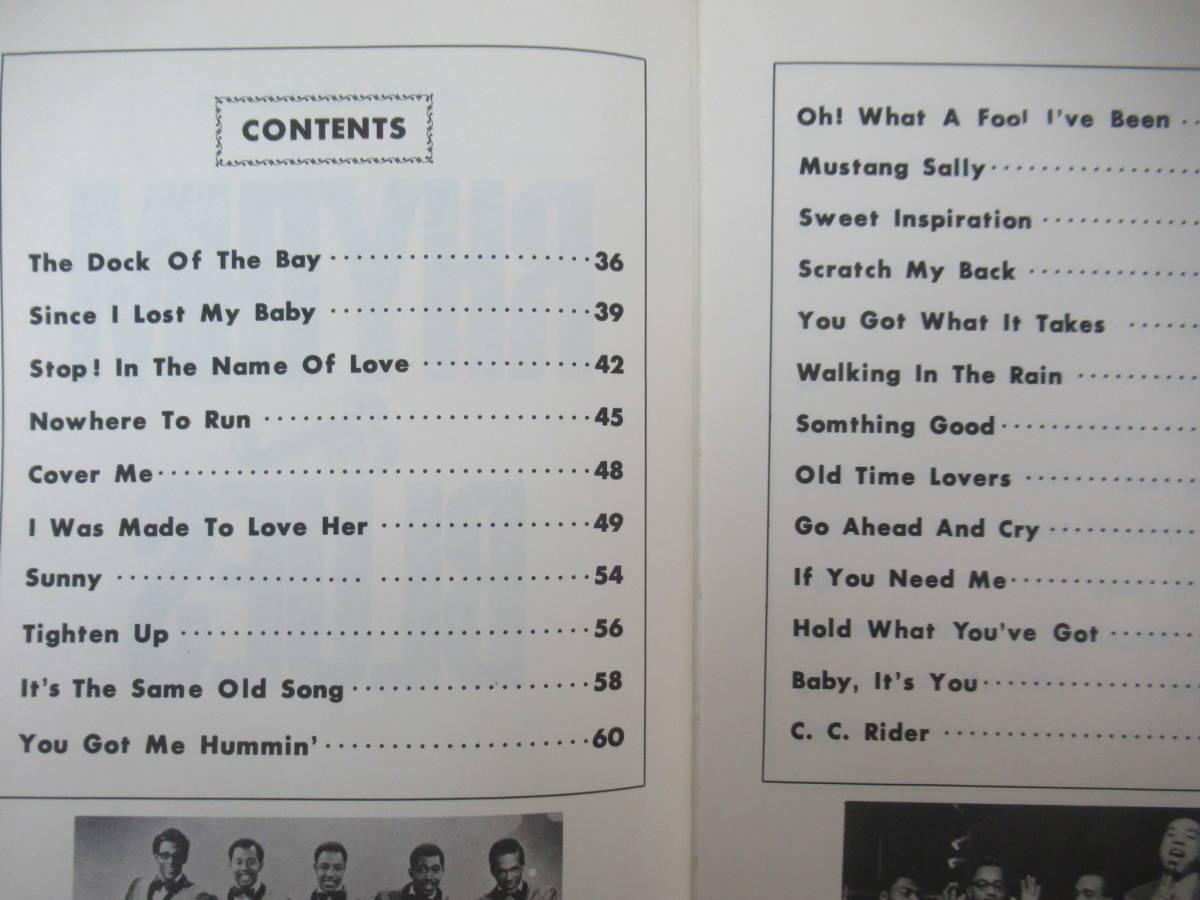 CONTENTS
The Dock Of The Bay ····················36
Since I Lost My Baby ····················39
Stop! In The Name Of Love ·············42
Nowhere To Run ·························45
Cover Me·································48
I Was Made To Love Her ················49
Sunny ····································54
Tighten Up ·······························56
It's The Same Old Song··················58
You Got Me Hummin'····················60
Oh! What A Fool I've Been ··
Mustang Sally·················
Sweet Inspiration ·············
Scratch My Back ··············
You Got What It Takes ······
Walking In The Rain ··········
Somthing Good················
Old Time Lovers ··············
Go Ahead And Cry ············
If You Need Me···············
Hold What You've Got ········
Baby, It's You·················
C. C. Rider ····················